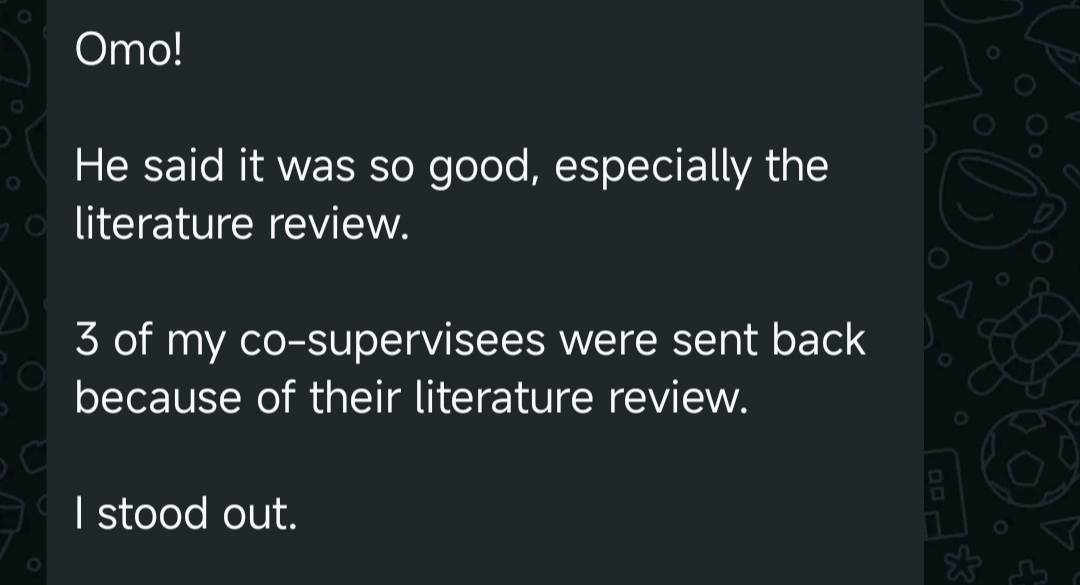 Omo!
He said it was so good, especially the
literature review.
3 of my co-supervisees were sent back
because of their literature review.
I stood out.